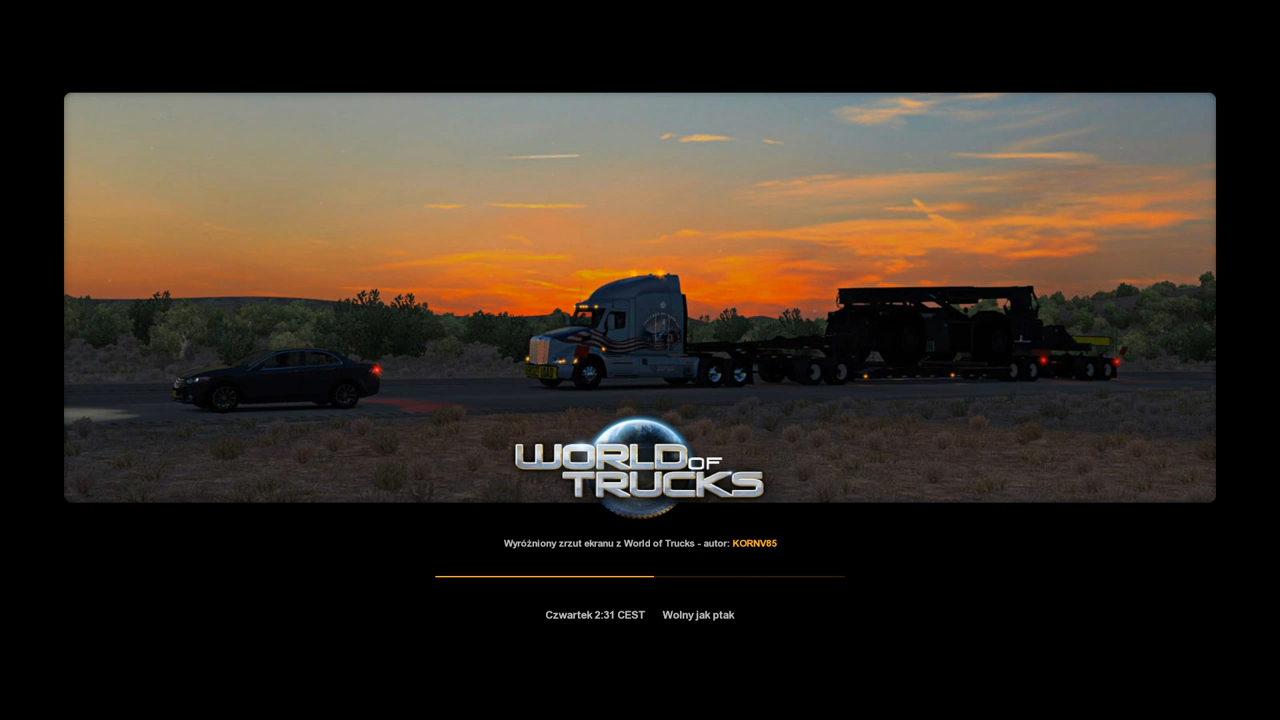 WORLD OF
TRUCKS
Wyróżniony zrzut ekranu z World of Trucks - autor: KORNV85
Czwartek 2:31 CEST Wolny jak ptak